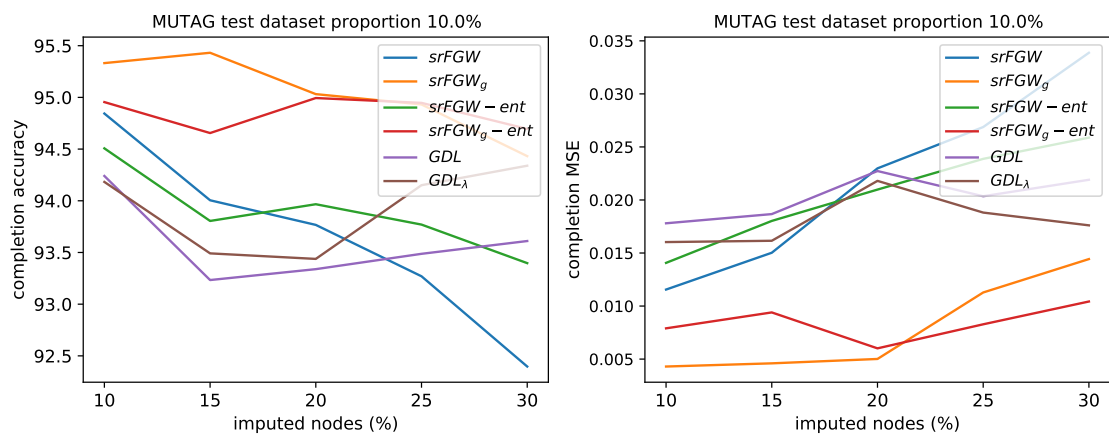 MUTAG test dataset proportion 10.0%
95.5
95.0
94.5
94.0
93.5
93.0
92.5
completion accuracy
10
15
20
25
30
imputed nodes (%)
srFGW
srFGW_g
srFGW − ent
srFGW_g − ent
GDL
GDL_λ
MUTAG test dataset proportion 10.0%
0.035
0.030
0.025
0.020
0.015
0.010
0.005
completion MSE
10
15
20
25
30
imputed nodes (%)
srFGW
srFGW_g
srFGW − ent
srFGW_g − ent
GDL
GDL_λ